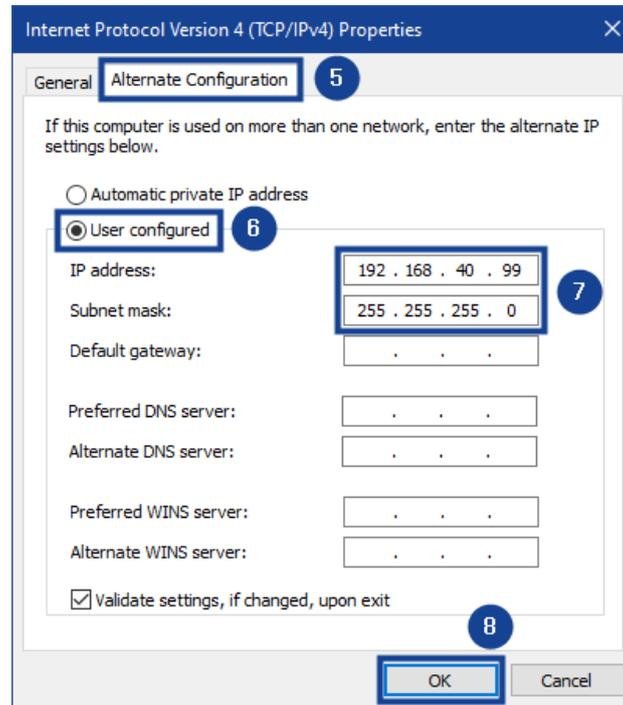 Internet Protocol Version 4 (TCP/IPv4) Properties
General
Alternate Configuration
5
If this computer is used on more than one network, enter the alternate IP
settings below.
Automatic private IP address
User configured
6
IP address:
192 . 168 . 40 . 99
7
Subnet mask:
255 . 255 . 255 . 0
Default gateway:
. . .
Preferred DNS server:
. . .
Alternate DNS server:
. . .
Preferred WINS server:
. . .
Alternate WINS server:
. . .
Validate settings, if changed, upon exit
8
OK
Cancel